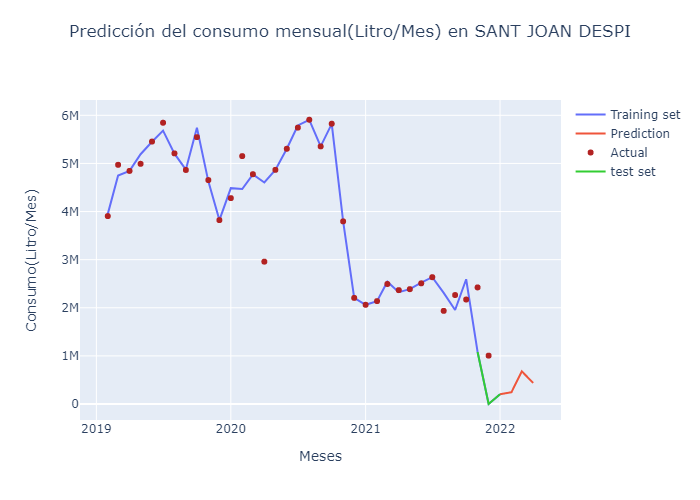 Predicción del consumo mensual(Litro/Mes) en SANT JOAN DESPI
Training set
Prediction
Actual
test set
Consumo(Litro/Mes)
6M
5M
4M
3M
2M
1M
0
2019
2020
2021
2022
Meses